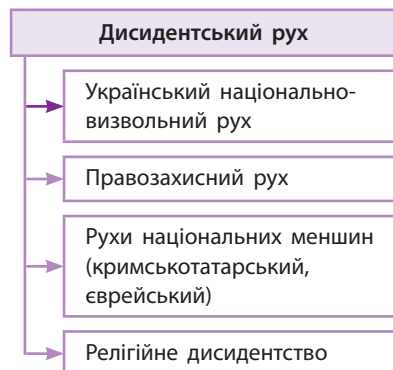 Дисидентський рух
Український національно-
визвольний рух
Правозахисний рух
Рухи національних меншин
(кримськотатарський,
єврейський)
Релігійне дисидентство